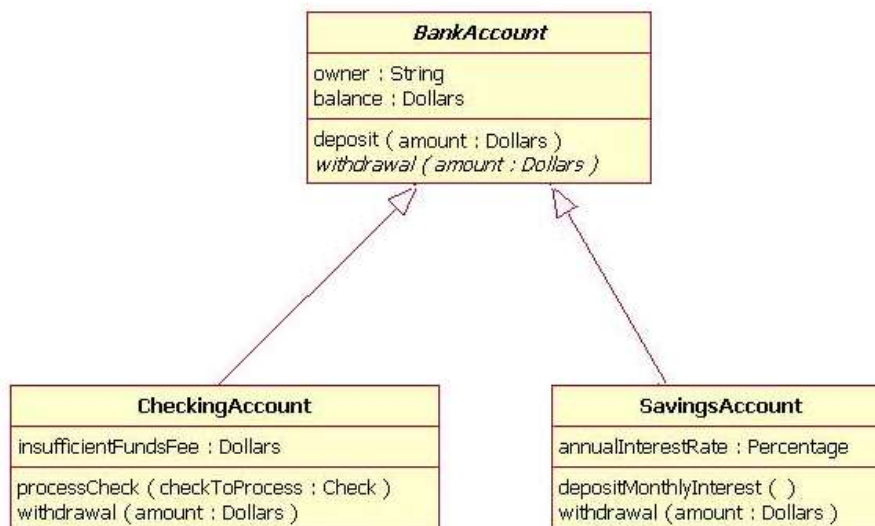 BankAccount
owner : String
balance : Dollars
deposit ( amount : Dollars )
withdrawal ( amount : Dollars )
CheckingAccount
insufficientFundsFee : Dollars
processCheck ( checkToProcess : Check )
withdrawal ( amount : Dollars )
SavingsAccount
annualInterestRate : Percentage
depositMonthlyInterest ( )
withdrawal ( amount : Dollars )